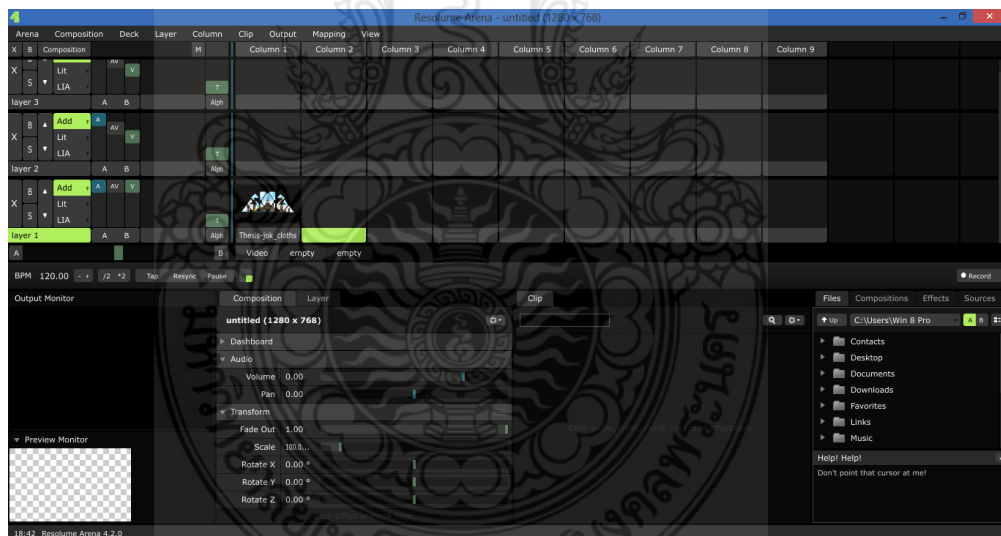 Resolume Arena - untitled (1280 x 768)
Arena Composition Deck Layer Column Clip Output Mapping View
X B Composition M Column 1 Column 2 Column 3 Column 4 Column 5 Column 6 Column 7 Column 8 Column 9
AV
X Lit V
S LIA T
layer 3 A B Alph
B Add A AV
X Lit V
S LIA T
layer 2 A B Alph
B Add A AV V
X Lit
S LIA T
layer 1 A B Alph Thesis-jok_cloths
A B Video empty empty
BPM 120.00 - + /2 *2 Tap Resync Pause Record
Output Monitor Composition Layer Clip Files Compositions Effects Sources
untitled (1280 x 768) Up C:\Users\Win 8 Pro A B
Dashboard Contacts
Audio Desktop
Volume 0.00 Documents
Pan 0.00 Downloads
Transform Favorites
Fade Out 1.00 Links
Scale 100.0... Music
Preview Monitor
Rotate X 0.00 ° Help! Help!
Rotate Y 0.00 ° Don't point that cursor at me!
Rotate Z 0.00 °
18:42 Resolume Arena 4.2.0